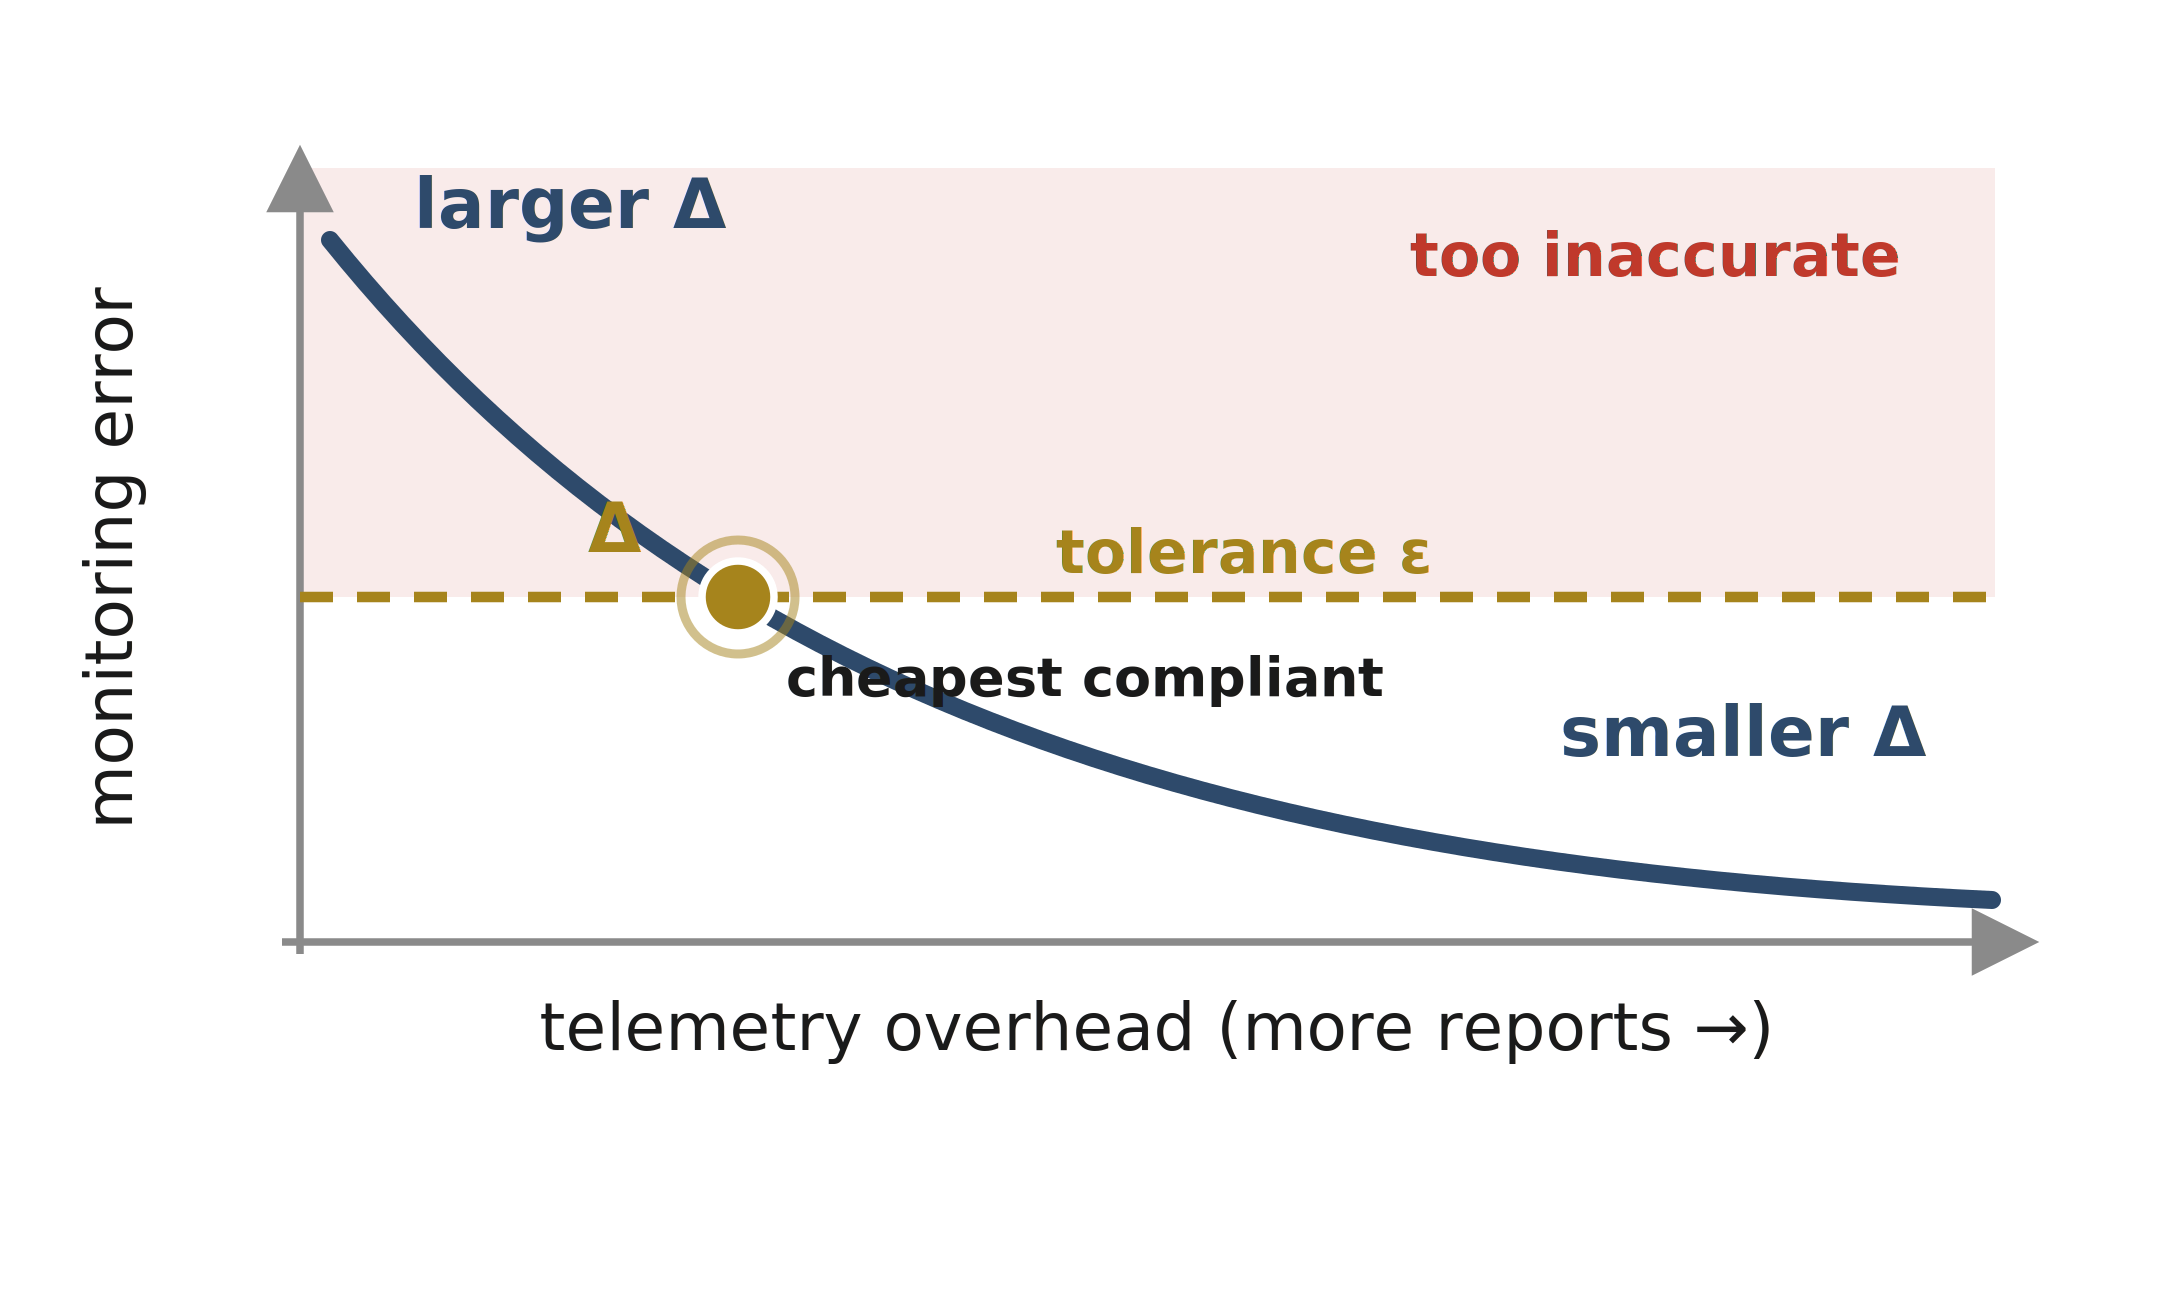 larger Δ
too inaccurate
monitoring error
Δ
tolerance ε
cheapest compliant
smaller Δ
telemetry overhead (more reports →)